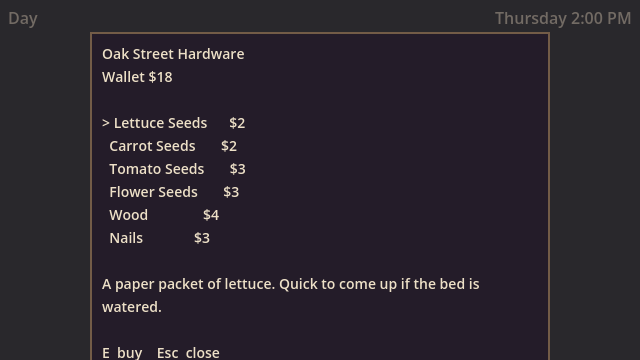 Day
Thursday 2:00 PM
Oak Street Hardware
Wallet $18
> Lettuce Seeds $2
Carrot Seeds $2
Tomato Seeds $3
Flower Seeds $3
Wood $4
Nails $3
A paper packet of lettuce. Quick to come up if the bed is
watered.
E buy Esc close